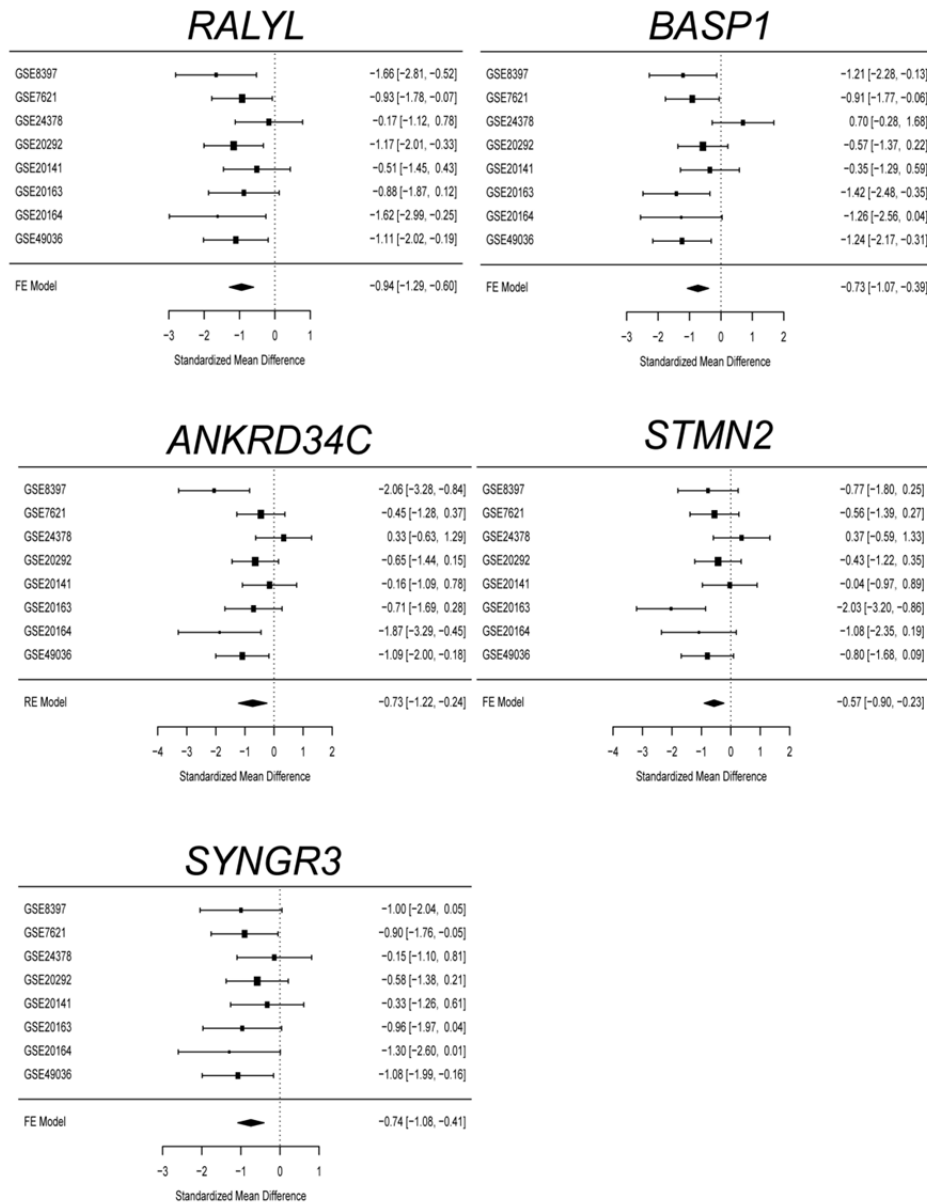 RALYL
GSE8397 −1.66 [−2.81, −0.52]
GSE7621 −0.93 [−1.78, −0.07]
GSE24378 −0.17 [−1.12, 0.78]
GSE20292 −1.17 [−2.01, −0.33]
GSE20141 −0.51 [−1.45, 0.43]
GSE20163 −0.88 [−1.87, 0.12]
GSE20164 −1.62 [−2.99, −0.25]
GSE49036 −1.11 [−2.02, −0.19]
FE Model −0.94 [−1.29, −0.60]
−3 −2 −1 0 1
Standardized Mean Difference
BASP1
GSE8397 −1.21 [−2.28, −0.13]
GSE7621 −0.91 [−1.77, −0.06]
GSE24378 0.70 [−0.28, 1.68]
GSE20292 −0.57 [−1.37, 0.22]
GSE20141 −0.35 [−1.29, 0.59]
GSE20163 −1.42 [−2.48, −0.35]
GSE20164 −1.26 [−2.56, 0.04]
GSE49036 −1.24 [−2.17, −0.31]
FE Model −0.73 [−1.07, −0.39]
−3 −2 −1 0 1 2
Standardized Mean Difference
ANKRD34C
GSE8397 −2.06 [−3.28, −0.84]
GSE7621 −0.45 [−1.28, 0.37]
GSE24378 0.33 [−0.63, 1.29]
GSE20292 −0.65 [−1.44, 0.15]
GSE20141 −0.16 [−1.09, 0.78]
GSE20163 −0.71 [−1.69, 0.28]
GSE20164 −1.87 [−3.29, −0.45]
GSE49036 −1.09 [−2.00, −0.18]
RE Model −0.73 [−1.22, −0.24]
−4 −3 −2 −1 0 1 2
Standardized Mean Difference
STMN2
GSE8397 −0.77 [−1.80, 0.25]
GSE7621 −0.56 [−1.39, 0.27]
GSE24378 0.37 [−0.59, 1.33]
GSE20292 −0.43 [−1.22, 0.35]
GSE20141 −0.04 [−0.97, 0.89]
GSE20163 −2.03 [−3.20, −0.86]
GSE20164 −1.08 [−2.35, 0.19]
GSE49036 −0.80 [−1.68, 0.09]
FE Model −0.57 [−0.90, −0.23]
−4 −3 −2 −1 0 1 2
Standardized Mean Difference
SYNGR3
GSE8397 −1.00 [−2.04, 0.05]
GSE7621 −0.90 [−1.76, −0.05]
GSE24378 −0.15 [−1.10, 0.81]
GSE20292 −0.58 [−1.38, 0.21]
GSE20141 −0.33 [−1.26, 0.61]
GSE20163 −0.96 [−1.97, 0.04]
GSE20164 −1.30 [−2.60, 0.01]
GSE49036 −1.08 [−1.99, −0.16]
FE Model −0.74 [−1.08, −0.41]
−3 −2 −1 0 1
Standardized Mean Difference